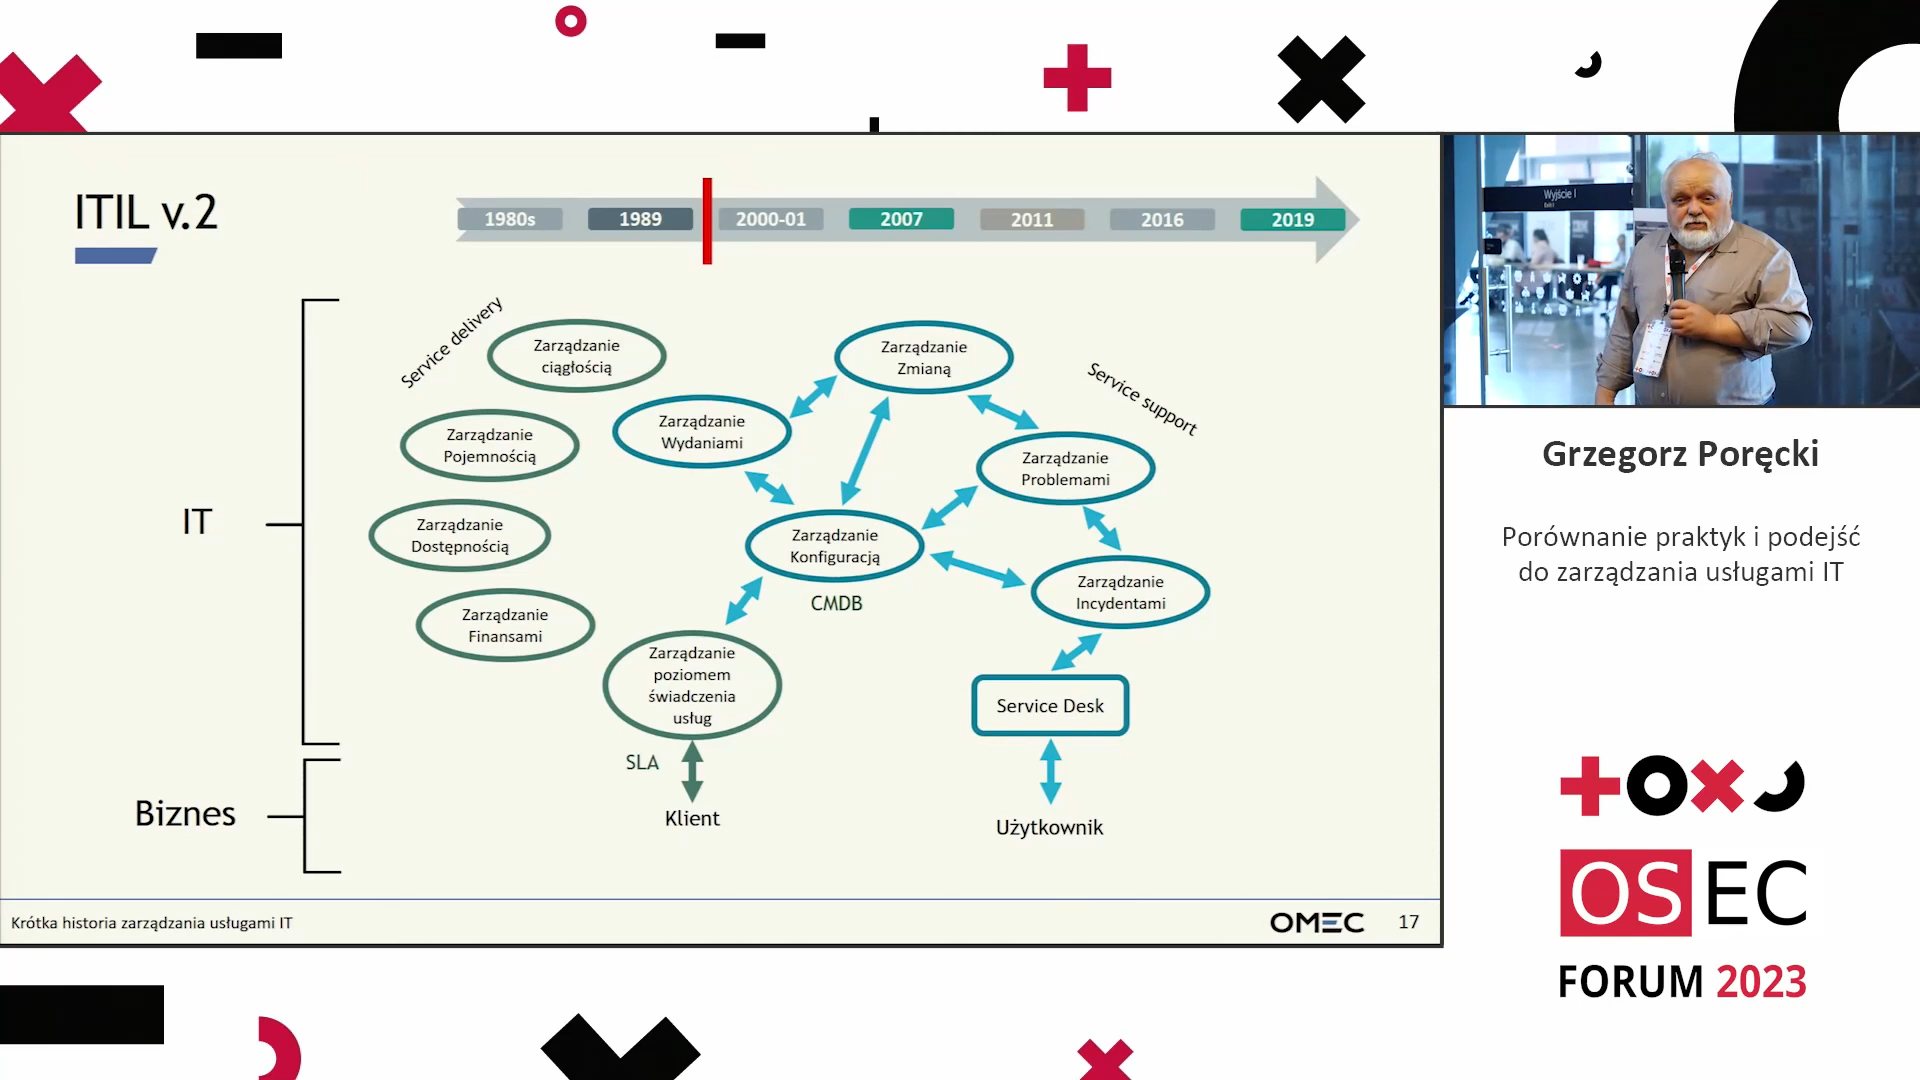 ITIL v.2
1980s
1989
2000-01
2007
2011
2016
2019
IT
Biznes
Service delivery
Zarządzanie
ciągłością
Zarządzanie
Pojemnością
Zarządzanie
Dostępnością
Zarządzanie
Finansami
Zarządzanie
Wydaniami
Zarządzanie
Zmianą
Service support
Zarządzanie
Problemami
Zarządzanie
Konfiguracją
CMDB
Zarządzanie
Incydentami
Zarządzanie
poziomem
świadczenia
usług
Service Desk
SLA
Klient
Użytkownik
Krótka historia zarządzania usługami IT
OMEC
17
Wyjście I
Grzegorz Poręcki
Porównanie praktyk i podejść
do zarządzania usługami IT
OSEC
FORUM 2023